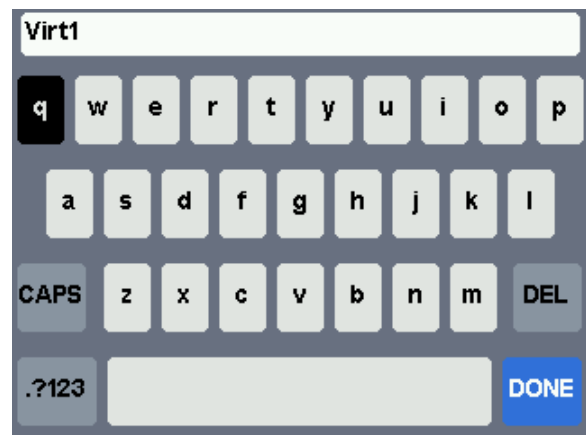 Virt1
q w e r t y u i o p
a s d f g h j k l
CAPS z x c v b n m DEL
.?123 DONE